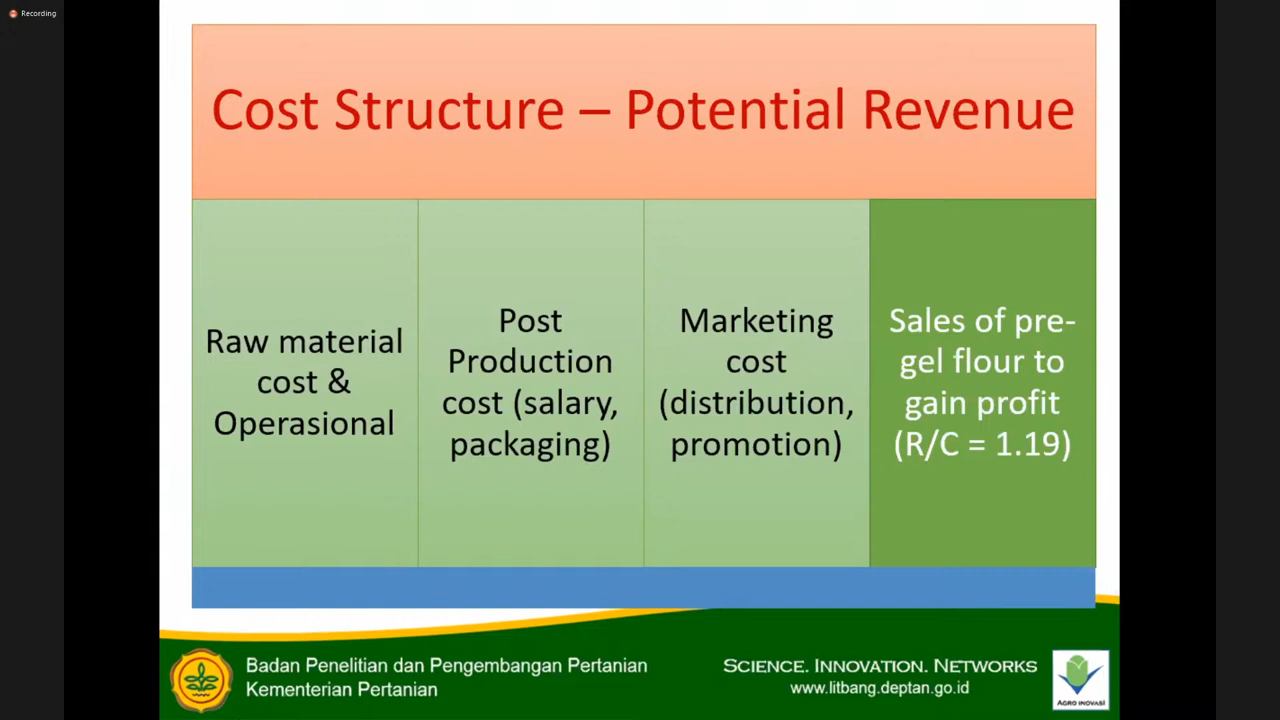 Recording
Cost Structure – Potential Revenue
Raw material
cost &
Operasional
Post
Production
cost (salary,
packaging)
Marketing
cost
(distribution,
promotion)
Sales of pre-
gel flour to
gain profit
(R/C = 1.19)
Badan Penelitian dan Pengembangan Pertanian
Kementerian Pertanian
SCIENCE. INNOVATION. NETWORKS
www.litbang.deptan.go.id
AGRO INOVASI